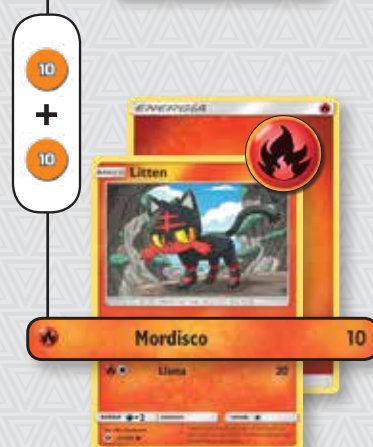 10
+
10
ENERGÍA
BÁSICO Litten
Mordisco 10
Llama 20